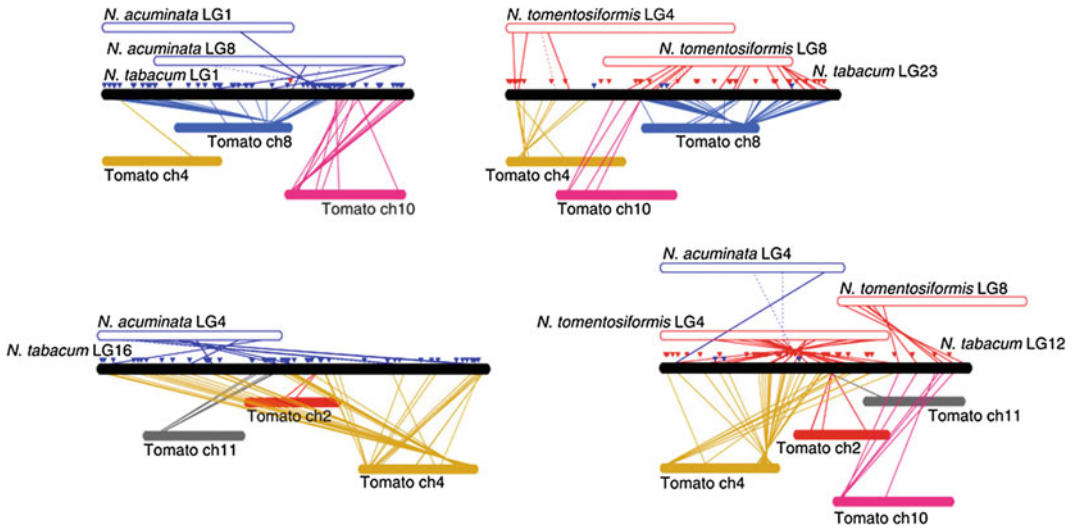 N. acuminata LG1
N. acuminata LG8
N. tabacum LG1
Tomato ch8
Tomato ch4
Tomato ch10
N. tomentosiformis LG4
N. tomentosiformis LG8
N. tabacum LG23
Tomato ch8
Tomato ch4
Tomato ch10
N. acuminata LG4
N. tabacum LG16
Tomato ch2
Tomato ch11
Tomato ch4
N. acuminata LG4
N. tomentosiformis LG8
N. tomentosiformis LG4
N. tabacum LG12
Tomato ch11
Tomato ch2
Tomato ch4
Tomato ch10